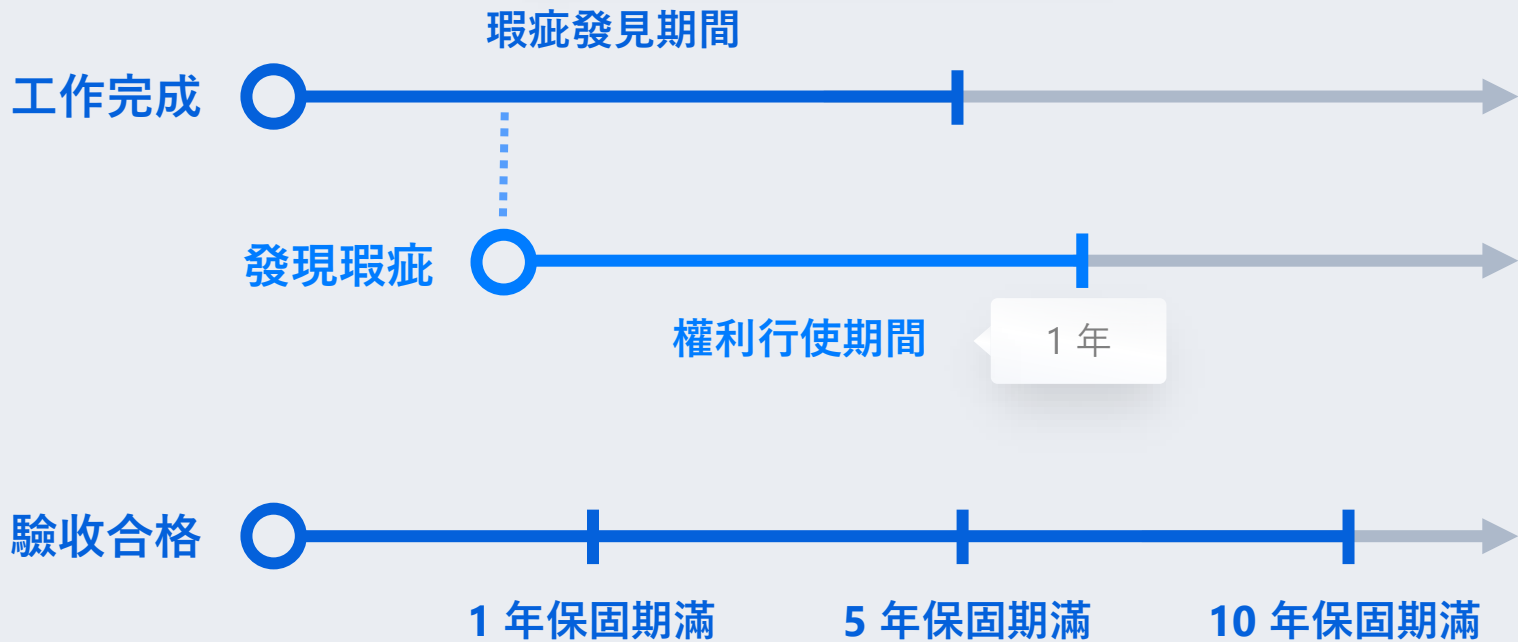 瑕疵發見期間
工作完成
發現瑕疵
權利行使期間
1 年
驗收合格
1 年保固期滿
5 年保固期滿
10 年保固期滿